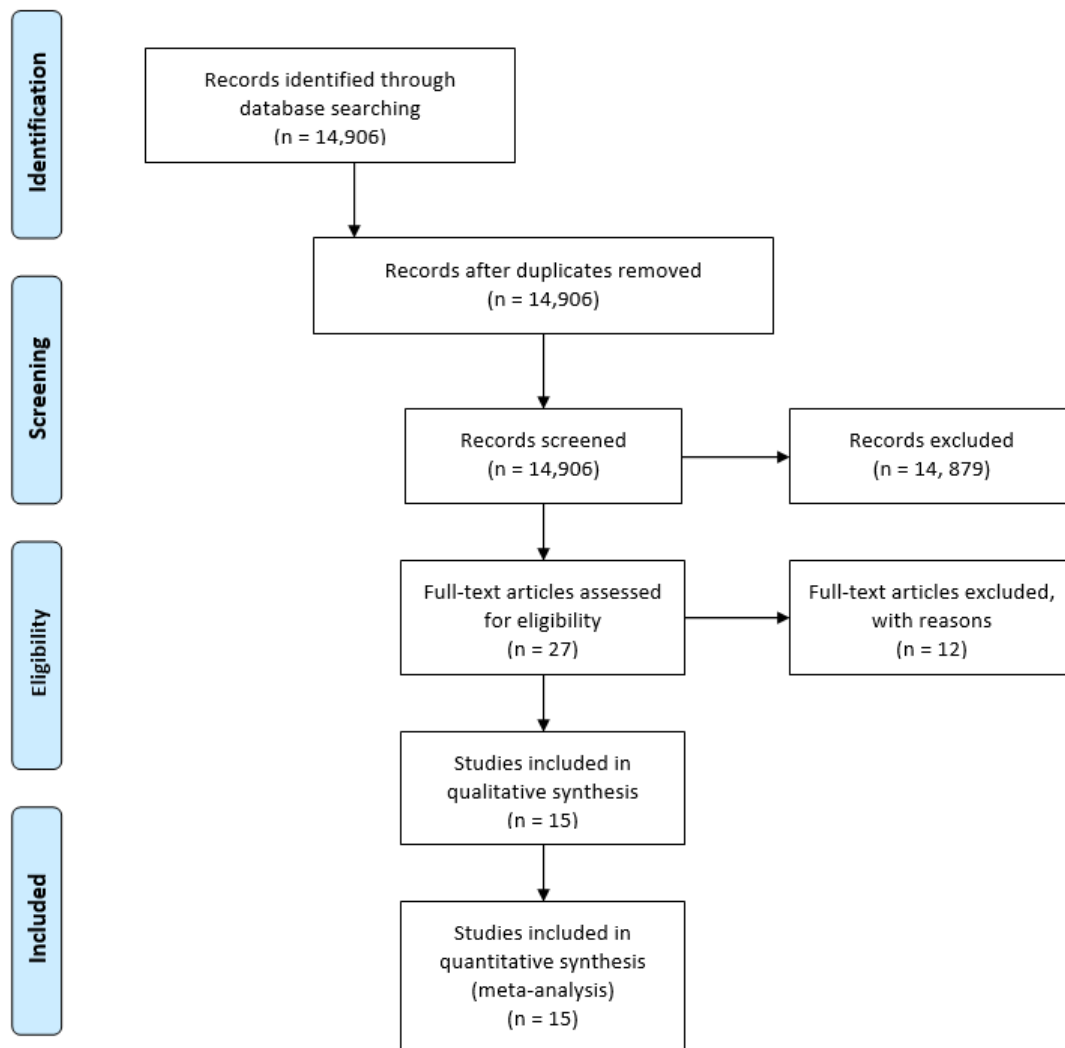 Identification
Records identified through
database searching
(n = 14,906)
Records after duplicates removed
(n = 14,906)
Screening
Records screened
(n = 14,906)
Records excluded
(n = 14, 879)
Eligibility
Full-text articles assessed
for eligibility
(n = 27)
Full-text articles excluded,
with reasons
(n = 12)
Studies included in
qualitative synthesis
(n = 15)
Included
Studies included in
quantitative synthesis
(meta-analysis)
(n = 15)